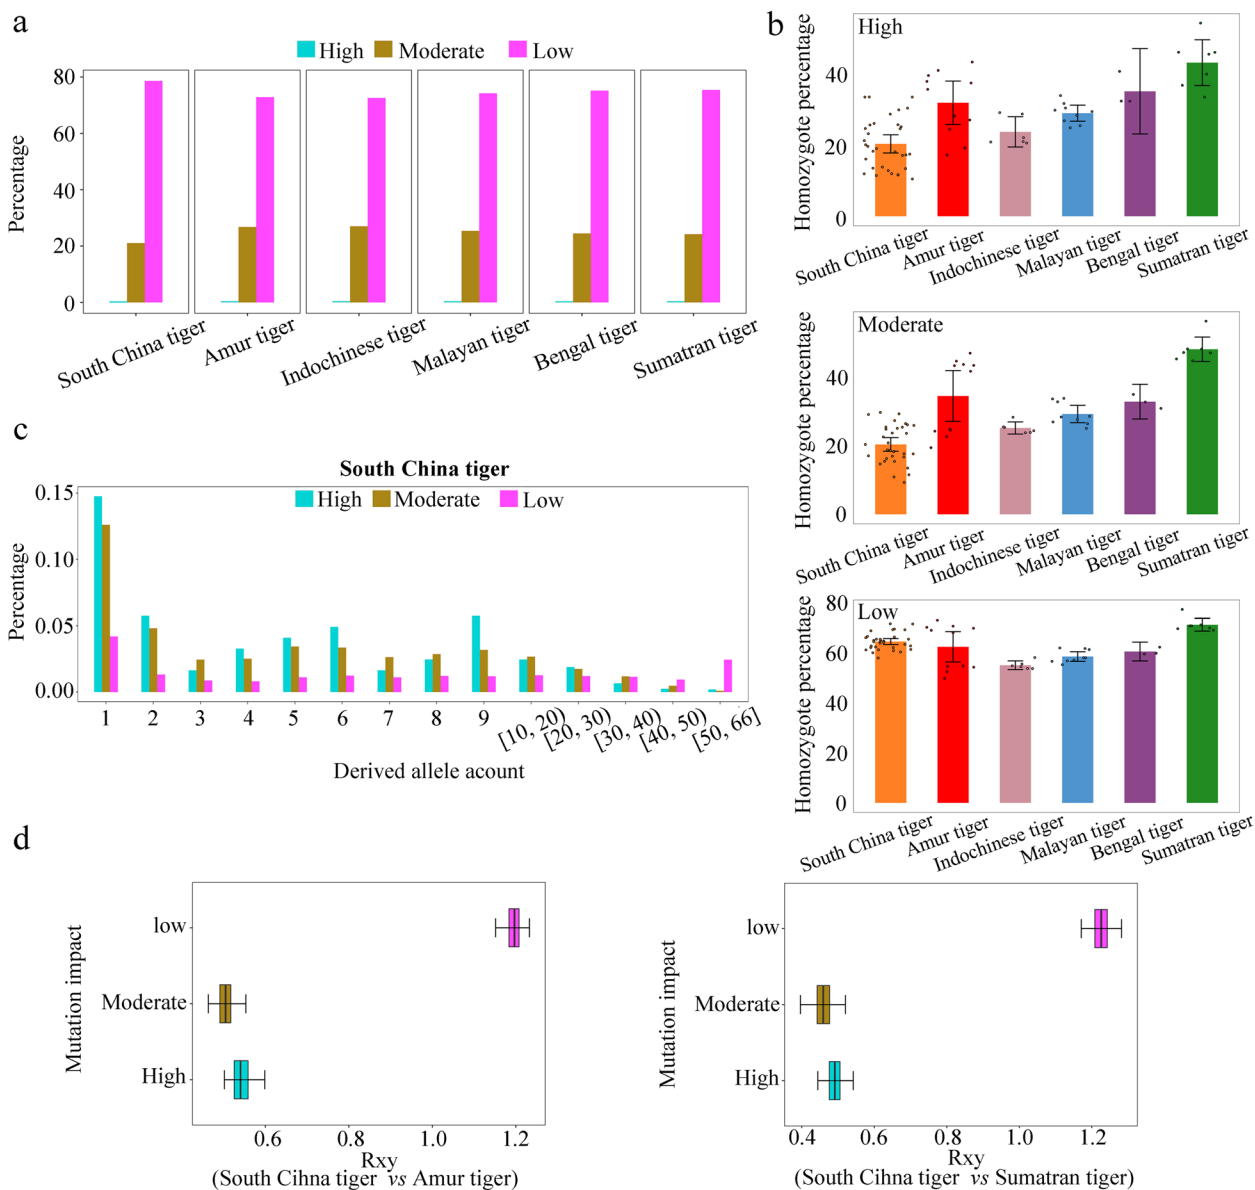 a
High Moderate Low
Percentage
80
60
40
20
0
South China tiger
Amur tiger
Indochinese tiger
Malayan tiger
Bengal tiger
Sumatran tiger
b
High
Homozygote percentage
40
20
0
South China tiger
Amur tiger
Indochinese tiger
Malayan tiger
Bengal tiger
Sumatran tiger
Moderate
Homozygote percentage
40
20
0
South China tiger
Amur tiger
Indochinese tiger
Malayan tiger
Bengal tiger
Sumatran tiger
Low
Homozygote percentage
80
60
40
20
0
South China tiger
Amur tiger
Indochinese tiger
Malayan tiger
Bengal tiger
Sumatran tiger
c
South China tiger
High Moderate Low
Percentage
0.15
0.10
0.05
0.00
1 2 3 4 5 6 7 8 9 [10, 20) [20, 30) [30, 40) [40, 50) [50, 66]
Derived allele acount
d
Mutation impact
low
Moderate
High
0.6 0.8 1.0 1.2
Rxy
(South Cihna tiger vs Amur tiger)
Mutation impact
low
Moderate
High
0.4 0.6 0.8 1.0 1.2
Rxy
(South Cihna tiger vs Sumatran tiger)